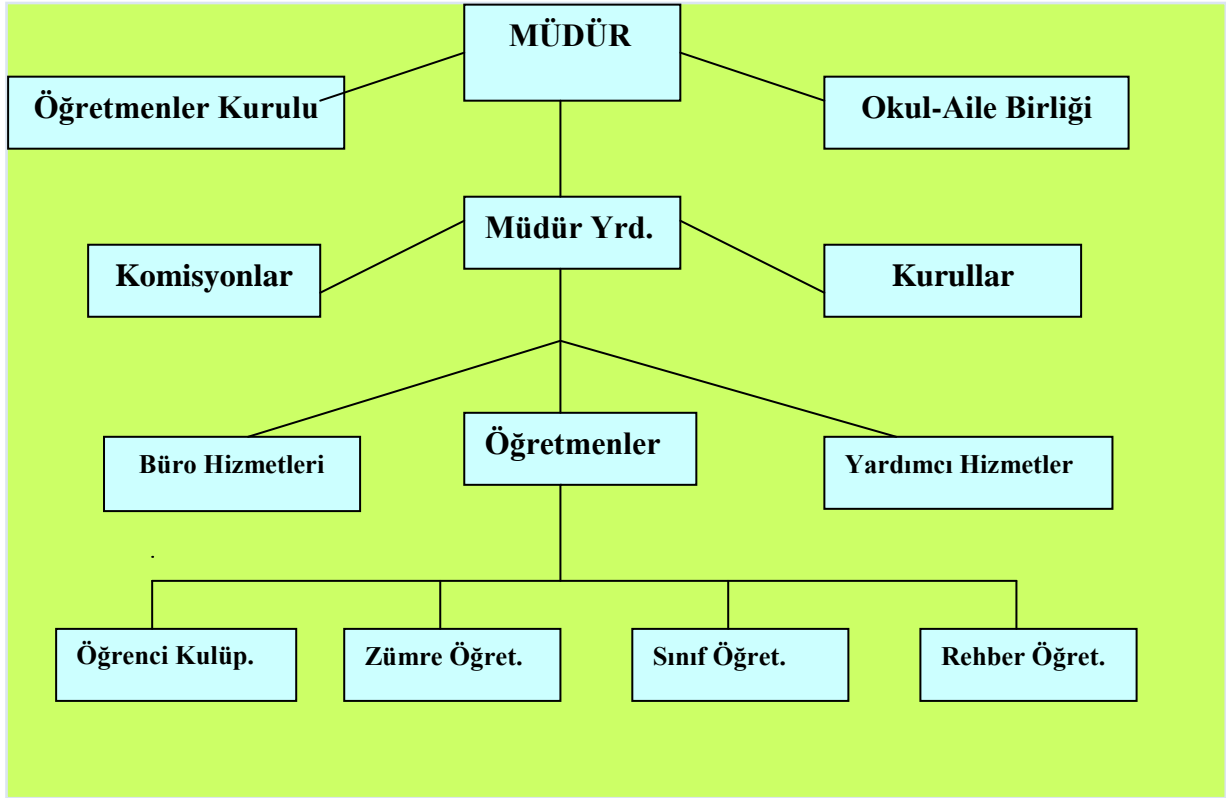 MÜDÜR
Öğretmenler Kurulu
Okul-Aile Birliği
Müdür Yrd.
Komisyonlar
Kurullar
Büro Hizmetleri
Öğretmenler
Yardımcı Hizmetler
.
Öğrenci Kulüp.
Zümre Öğret.
Sınıf Öğret.
Rehber Öğret.